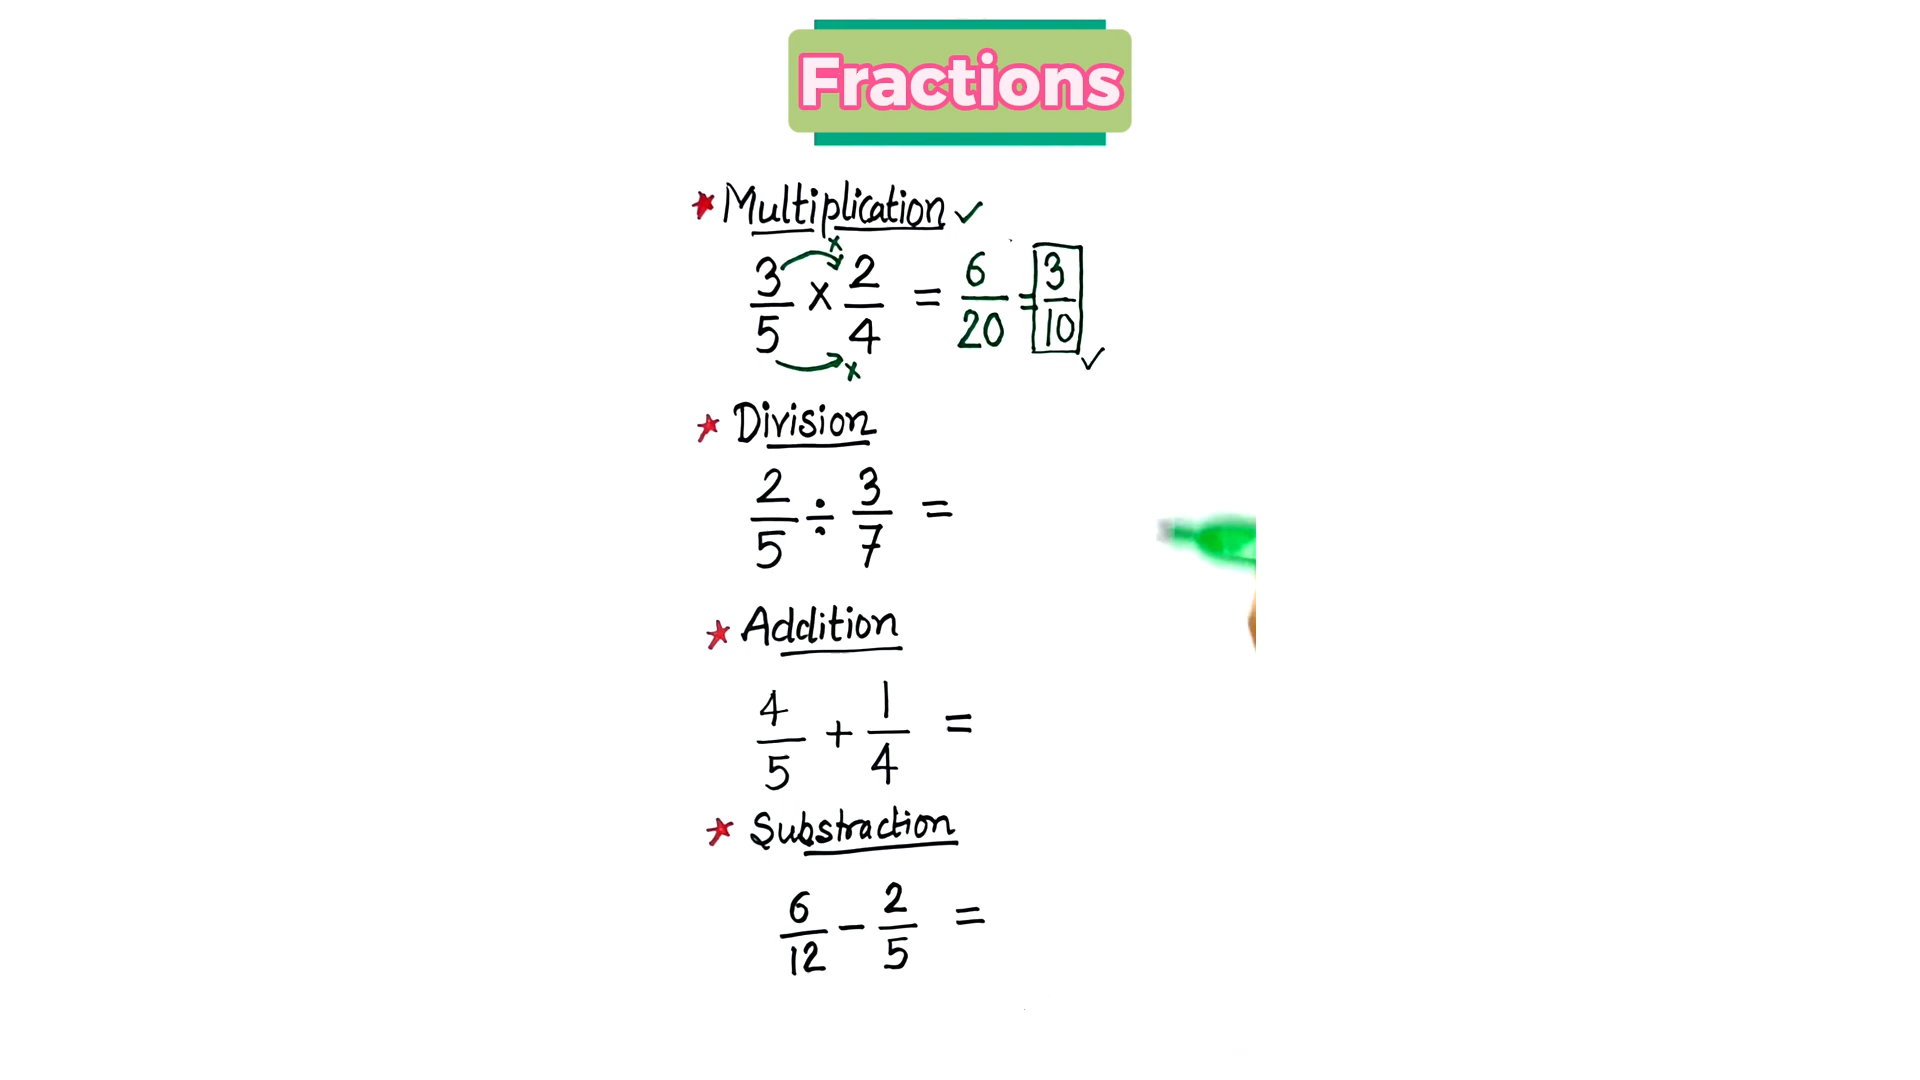 Fractions
★ Multiplication ✓
3/5 × 2/4 = 6/20 = 3/10 ✓
★ Division
2/5 ÷ 3/7 =
★ Addition
4/5 + 1/4 =
★ Substraction
6/12 - 2/5 =